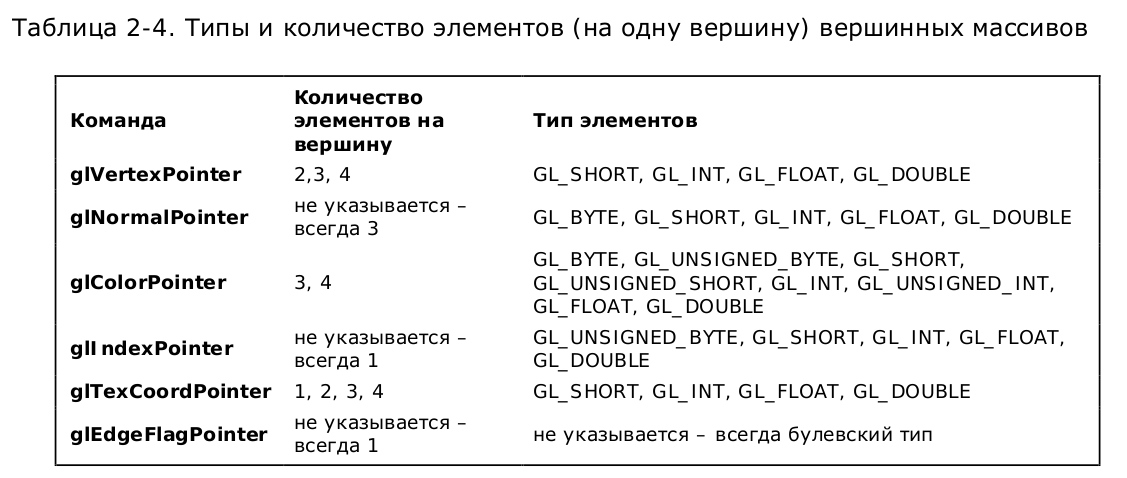 Таблица 2-4. Типы и количество элементов (на одну вершину) вершинных массивов
Команда
Количество
элементов на
вершину
Тип элементов
glVertexPointer
2,3, 4
GL_SHORT, GL_INT, GL_FLOAT, GL_DOUBLE
glNormalPointer
не указывается –
всегда 3
GL_BYTE, GL_SHORT, GL_INT, GL_FLOAT, GL_DOUBLE
glColorPointer
3, 4
GL_BYTE, GL_UNSIGNED_BYTE, GL_SHORT,
GL_UNSIGNED_SHORT, GL_INT, GL_UNSIGNED_INT,
GL_FLOAT, GL_DOUBLE
glIndexPointer
не указывается –
всегда 1
GL_UNSIGNED_BYTE, GL_SHORT, GL_INT, GL_FLOAT,
GL_DOUBLE
glTexCoordPointer
1, 2, 3, 4
GL_SHORT, GL_INT, GL_FLOAT, GL_DOUBLE
glEdgeFlagPointer
не указывается –
всегда 1
не указывается – всегда булевский тип